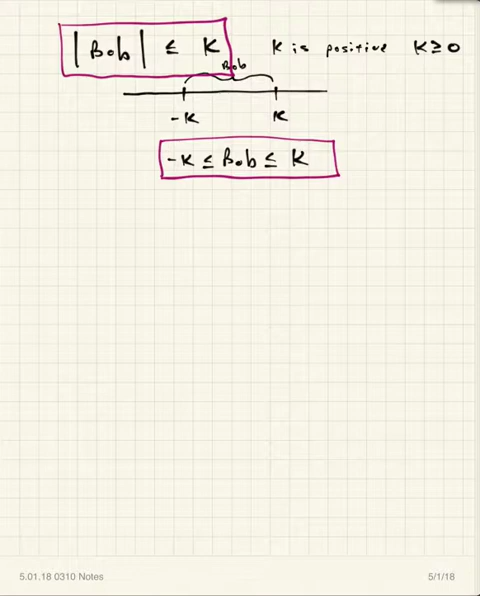 |Bob| ≤ K K is positive K ≥ 0
Bob
-K K
-K ≤ Bob ≤ K
5.01.18 0310 Notes 5/1/18